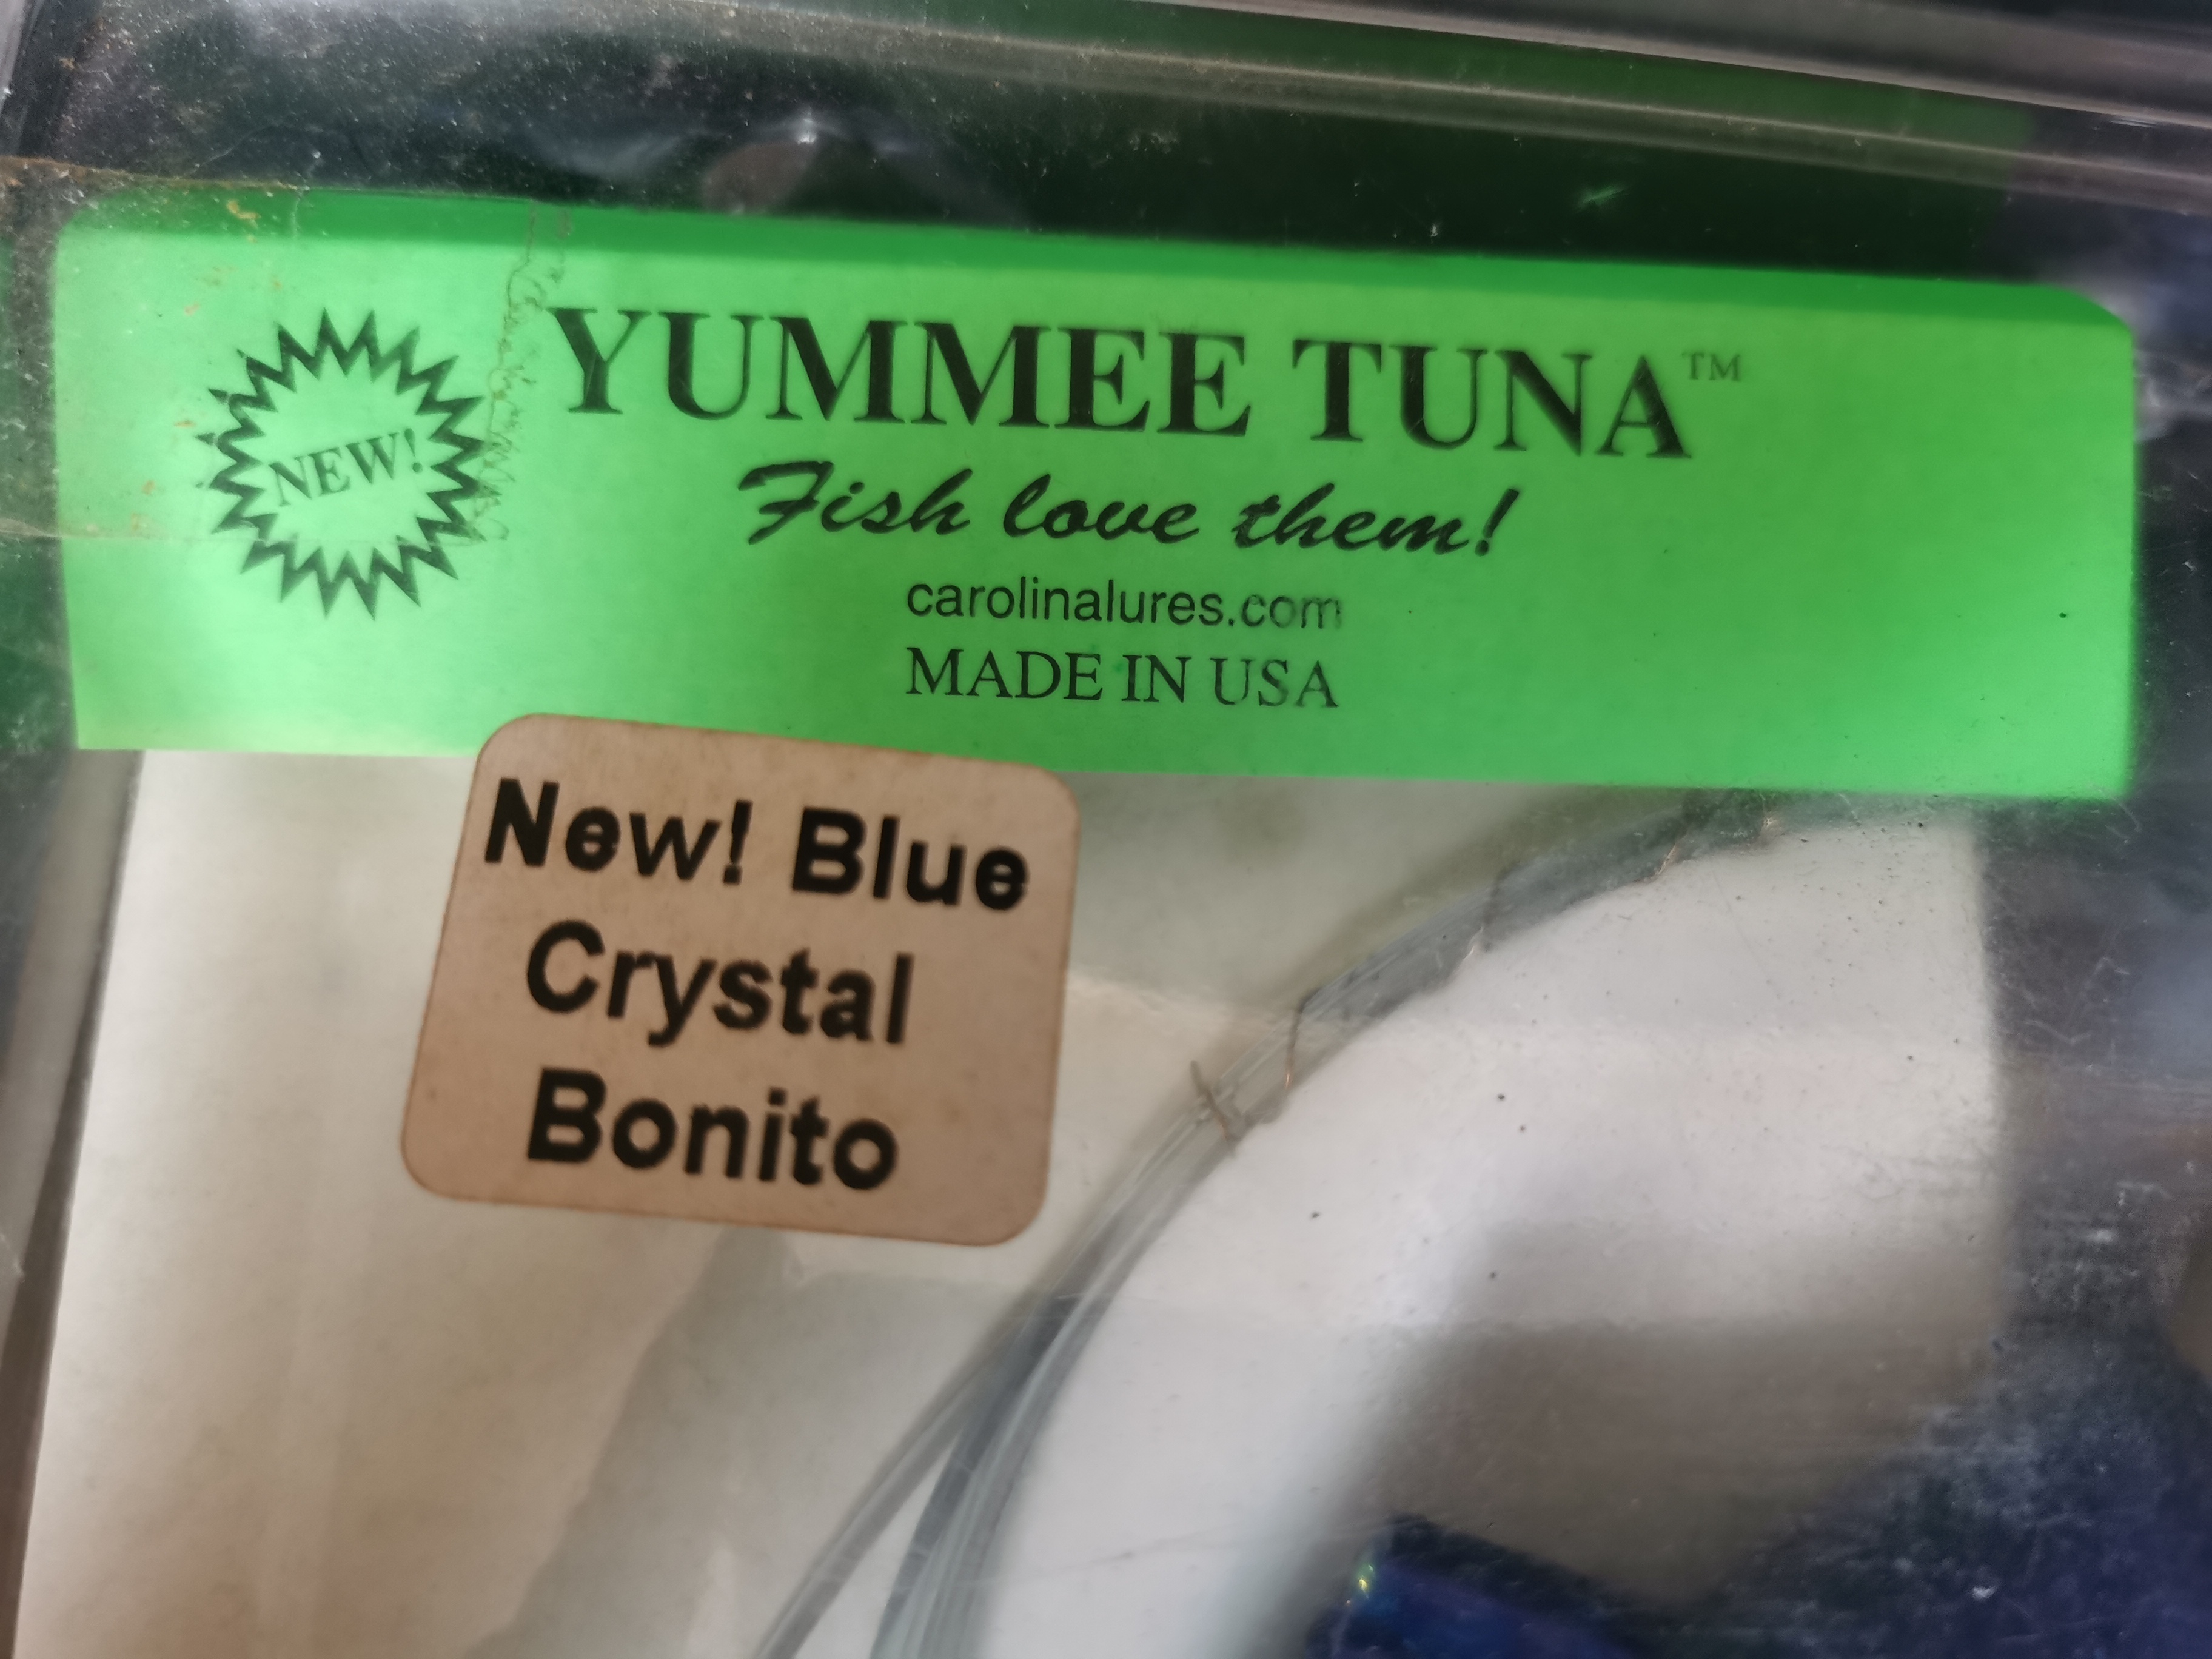 NEW!
YUMMEE TUNA™
Fish love them!
carolinalures.com
MADE IN USA
New! Blue
Crystal
Bonito